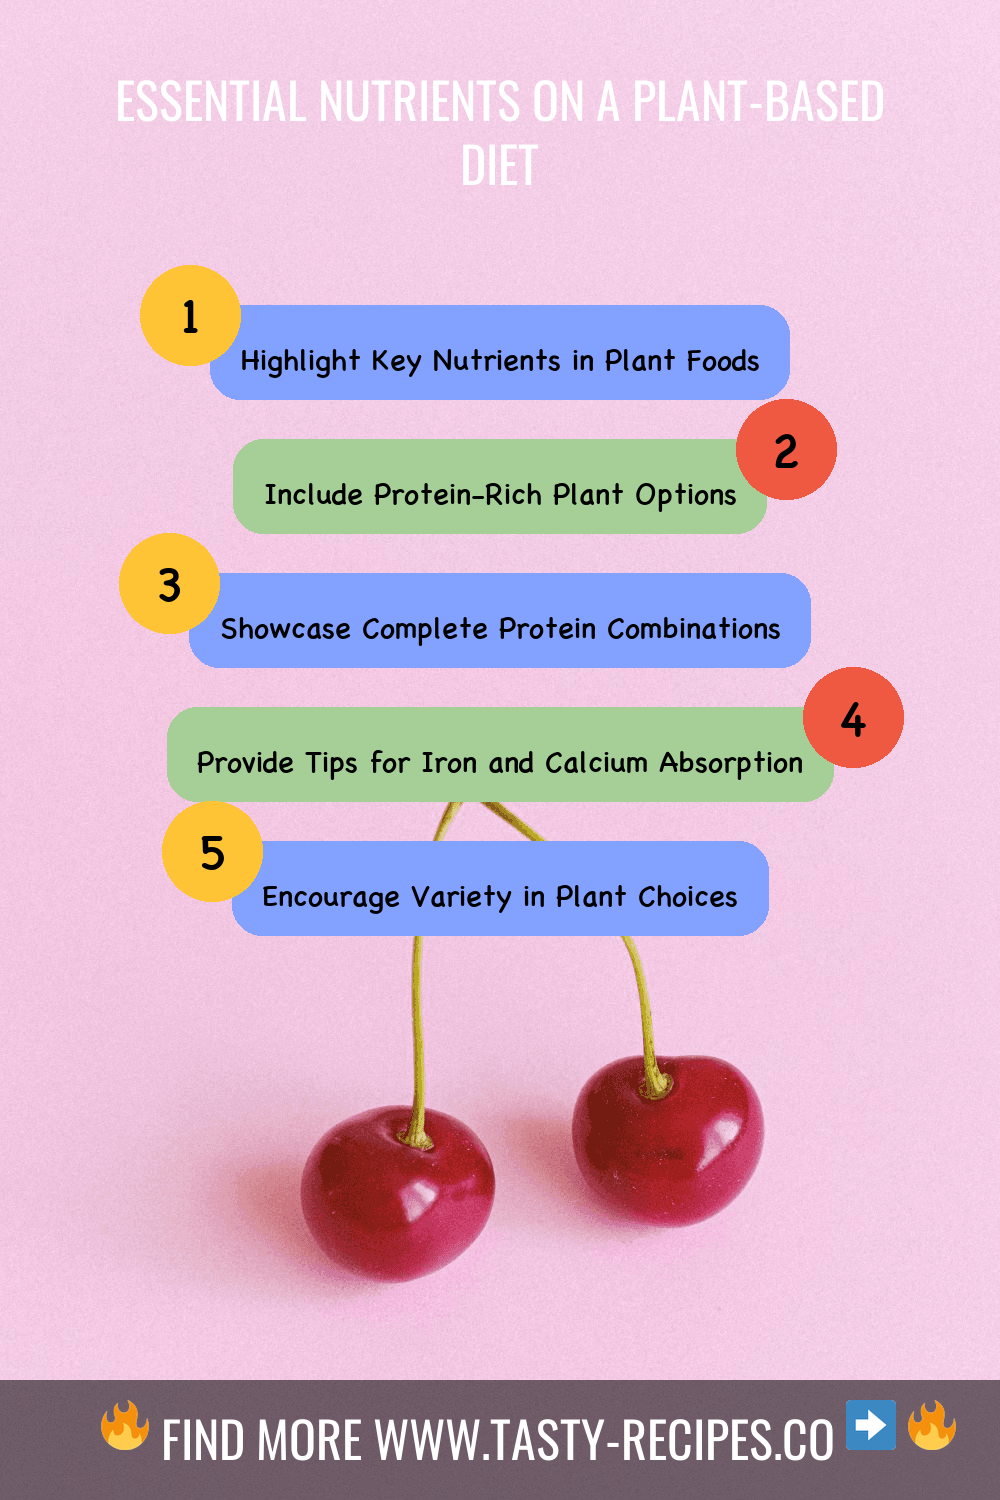 ESSENTIAL NUTRIENTS ON A PLANT-BASED
DIET
1
Highlight Key Nutrients in Plant Foods
2
Include Protein-Rich Plant Options
3
Showcase Complete Protein Combinations
4
Provide Tips for Iron and Calcium Absorption
5
Encourage Variety in Plant Choices
FIND MORE WWW.TASTY-RECIPES.CO